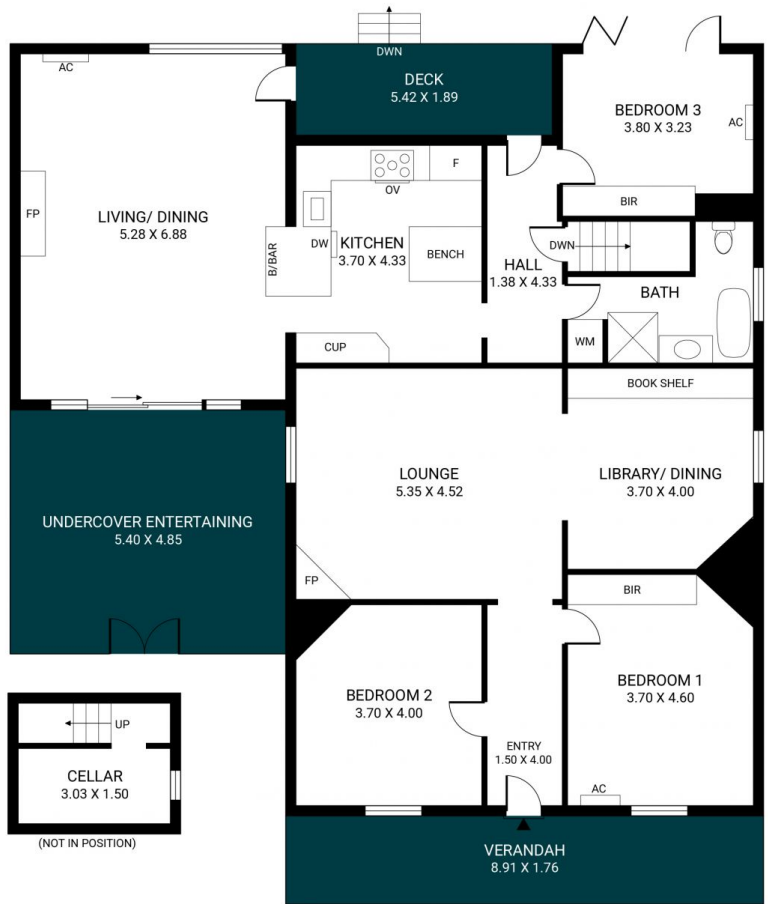 DWN
AC
DECK
5.42 X 1.89
BEDROOM 3
3.80 X 3.23
AC
F
OV
FP
BIR
LIVING/ DINING
5.28 X 6.88
B/BAR
DW
KITCHEN
3.70 X 4.33
BENCH
DWN
HALL
1.38 X 4.33
BATH
CUP
WM
BOOK SHELF
LOUNGE
5.35 X 4.52
LIBRARY/ DINING
3.70 X 4.00
UNDERCOVER ENTERTAINING
5.40 X 4.85
FP
BIR
BEDROOM 2
3.70 X 4.00
BEDROOM 1
3.70 X 4.60
UP
ENTRY
1.50 X 4.00
CELLAR
3.03 X 1.50
AC
(NOT IN POSITION)
VERANDAH
8.91 X 1.76